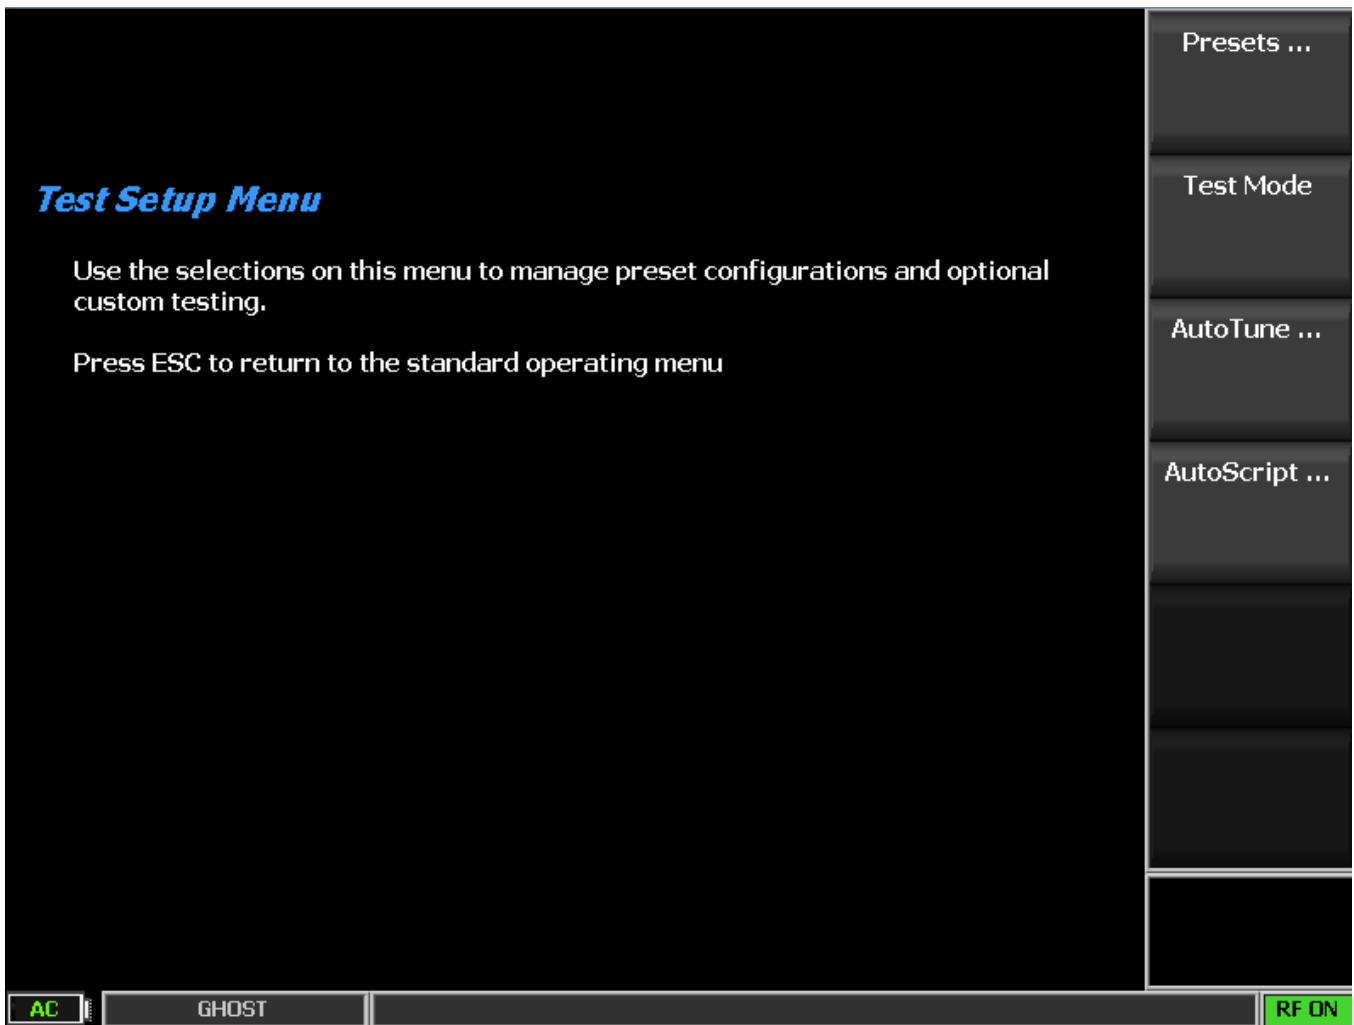 Presets ...
Test Mode
AutoTune ...
AutoScript ...
Test Setup Menu
Use the selections on this menu to manage preset configurations and optional
custom testing.
Press ESC to return to the standard operating menu
AC
GHOST
RF ON